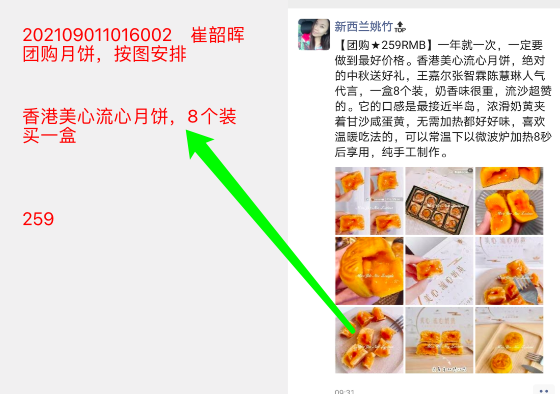 202109011016002 崔韶晖
团购月饼，按图安排
香港美心流心月饼，8个装
买一盒
259
新西兰姚竹🔝
【团购★259RMB】一年就一次，一定要
做到最好价格。香港美心流心月饼，绝对
的中秋送好礼，王嘉尔张智霖陈慧琳人气
代言，一盒8个装，奶香味很重，流沙超赞
的。它的口感是最接近半岛，浓滑奶黄夹
着甘沙咸蛋黄，无需加热都好好味，喜欢
温暖吃法的，可以常温下以微波炉加热8秒
后享用，纯手工制作。
09:31